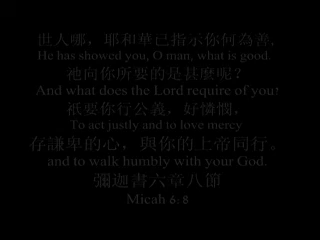 世人哪，耶和華已指示你何為善.
He has showed you, O man, what is good.
祂向你所要的是甚麼呢?
And what does the Lord require of you?
祇要你行公義，好憐憫，
To act justly and to love mercy
存謙卑的心，與你的上帝同行。
and to walk humbly with your God.
彌迦書六章八節
Micah 6: 8